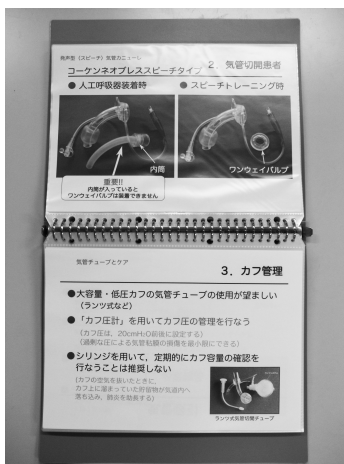 発声型(スピーチ)気管カニューレ
2. 気管切開患者
コーケンネオブレススピーチタイプ
●人工呼吸器装着時
●スピーチトレーニング時
内筒
ワンウェイバルブ
重要!!
内筒が入っていると
ワンウェイバルブは装着できません
気管チューブとケア
3. カフ管理
●大容量・低圧カフの気管チューブの使用が望ましい
(ランツ式など)
●「カフ圧計」を用いてカフ圧の管理を行なう
(カフ圧は、20cmH₂O前後に設定する)
(過剰な圧による気管粘膜の損傷を最小限にできる)
●シリンジを用いて、定期的にカフ容量の確認を
行なうことは推奨しない
(カフの空気を抜いたときに、
カフ上に溜まっていた貯留物が気道内へ
落ち込み、肺炎を助長する)
ランツ式気管切開チューブ